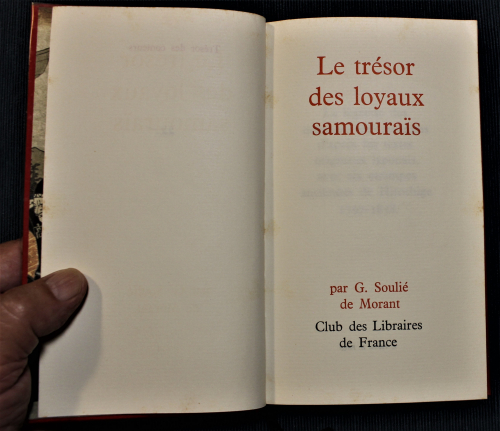 Le trésor
des loyaux
samouraïs
par G. Soulié
de Morant
Club des Libraires
de France